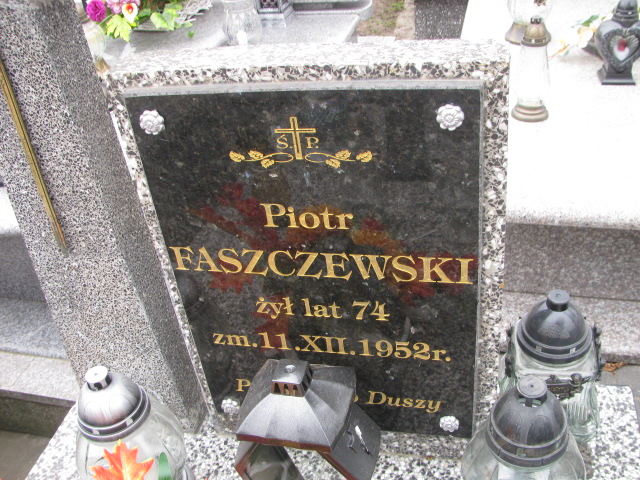 Ś. P.
Piotr
FASZCZEWSKI
żył lat 74
zm. 11.XII.1952r.
Duszy